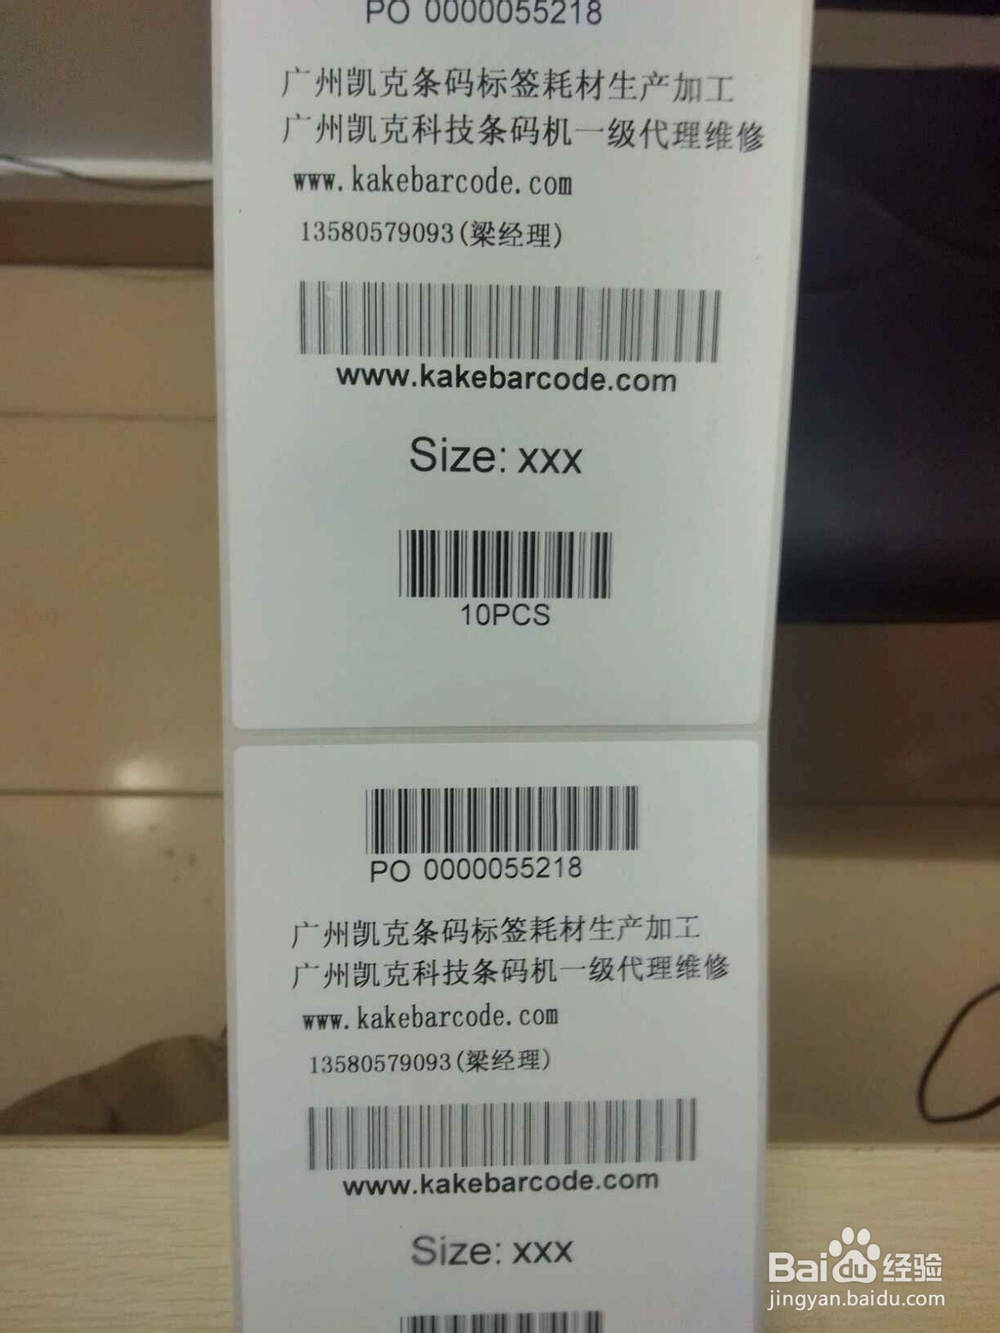 PO 0000055218
广州凯克条码标签耗材生产加工
广州凯克科技条码机一级代理维修
www.kakebarcode.com
13580579093(梁经理)
www.kakebarcode.com
Size: xxx
10PCS
PO 0000055218
广州凯克条码标签耗材生产加工
广州凯克科技条码机一级代理维修
www.kakebarcode.com
13580579093(梁经理)
www.kakebarcode.com
Size: xxx
Baidu经验
jingyan.baidu.com